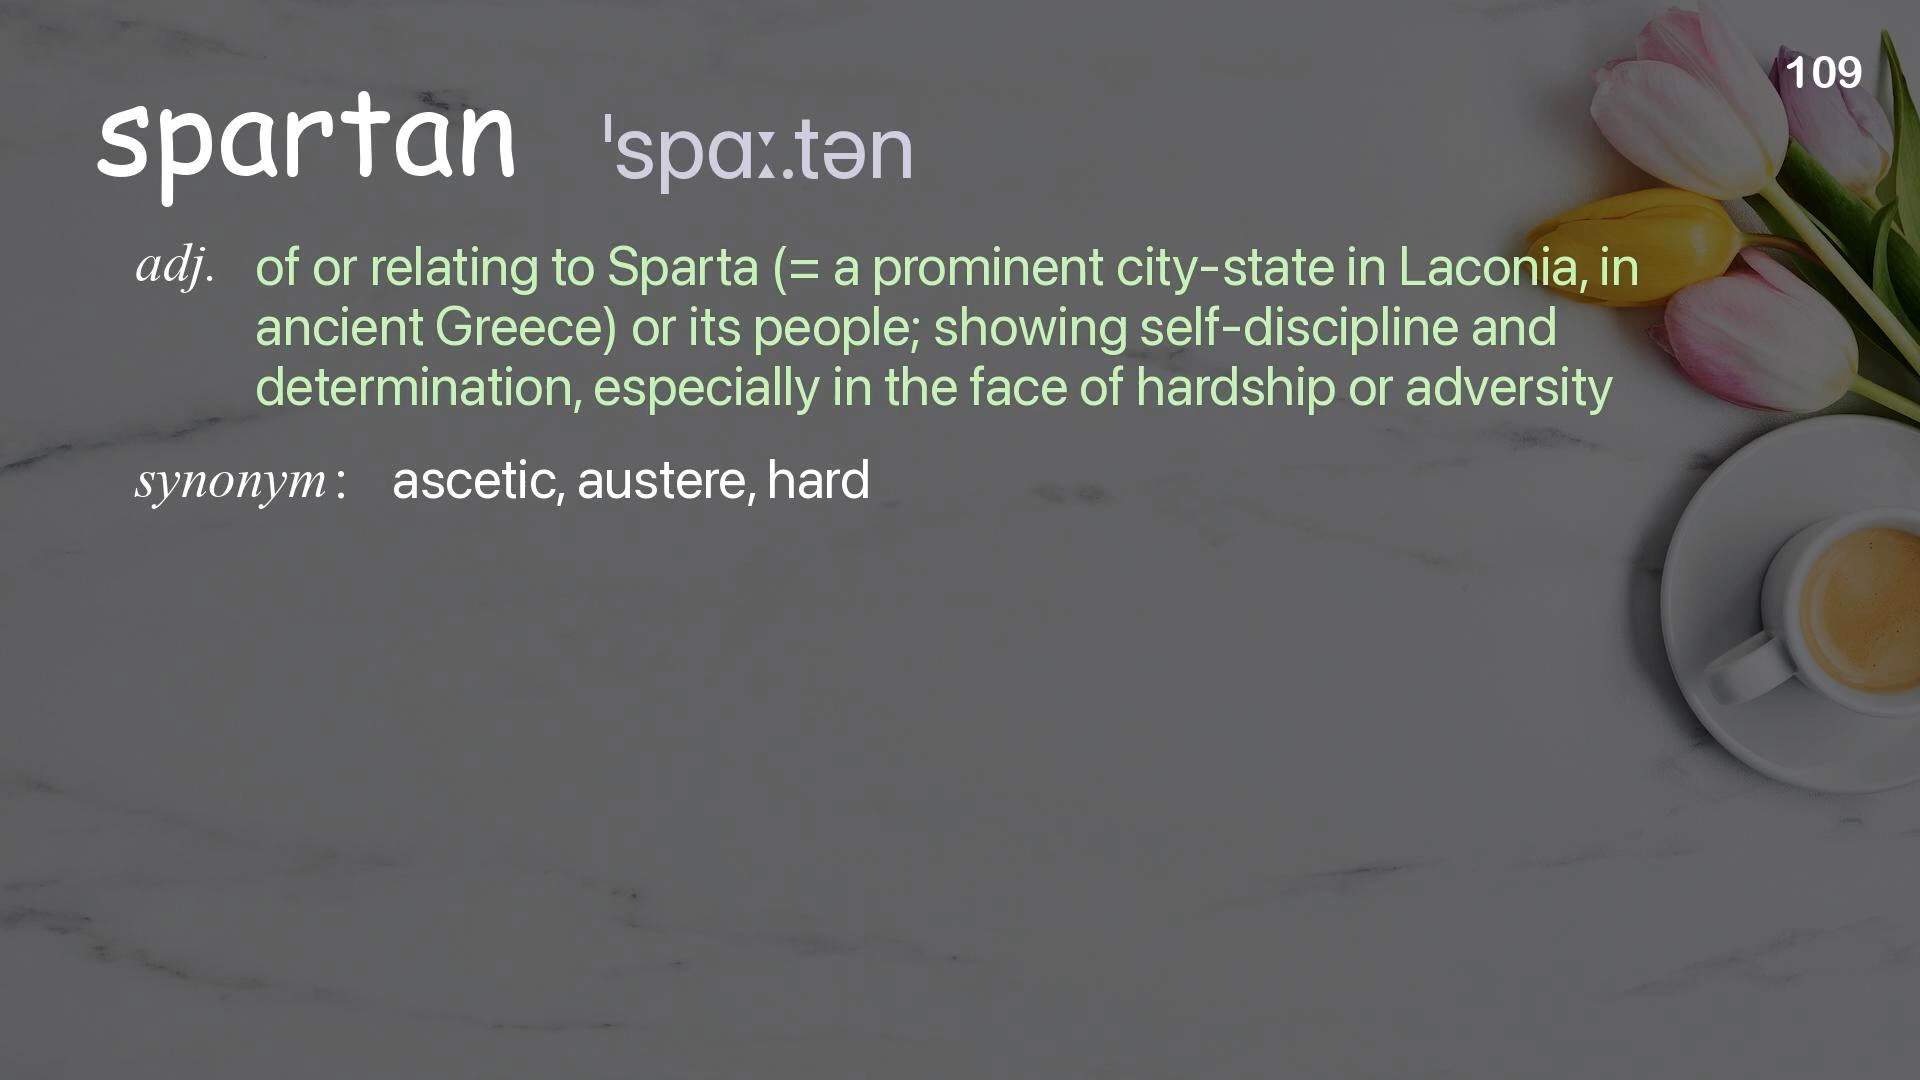 109
spartan ˈspɑː.tən
adj. of or relating to Sparta (= a prominent city-state in Laconia, in
ancient Greece) or its people; showing self-discipline and
determination, especially in the face of hardship or adversity
synonym : ascetic, austere, hard